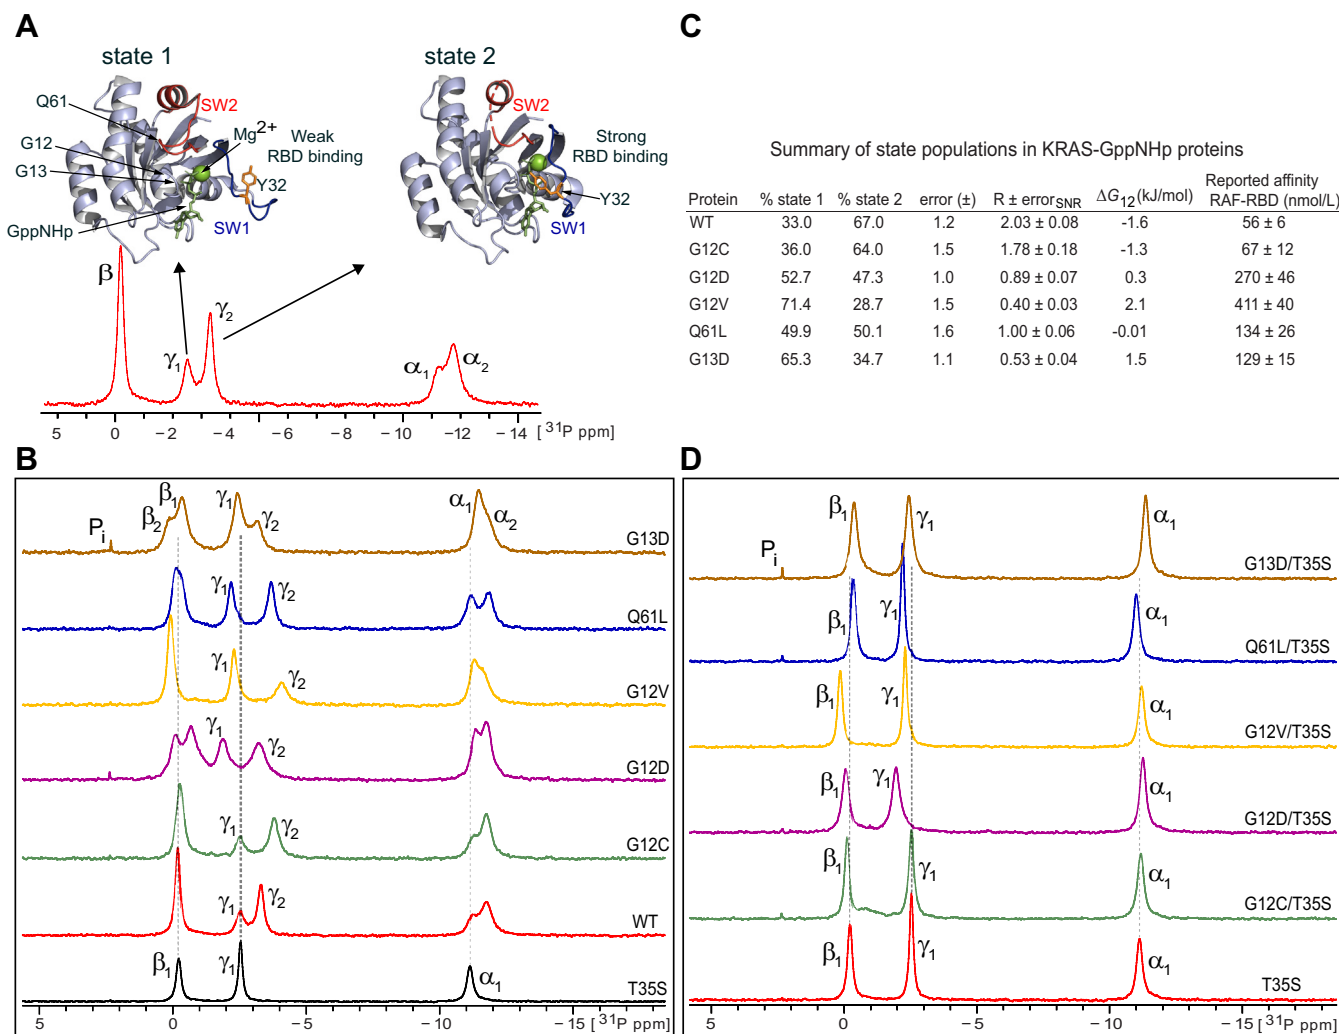 A
state 1
state 2
Q61
SW2
G12
Mg2+
Weak
RBD binding
G13
Y32
GppNHp
SW1
SW2
Strong
RBD binding
Y32
SW1
β
γ1
γ2
α1
α2
5 0 −2 −4 −6 −8 −10 −12 −14 [31P ppm]
C
Summary of state populations in KRAS-GppNHp proteins
Protein % state 1 % state 2 error (±) R ± errorSNR ΔG12(kJ/mol) Reported affinity RAF-RBD (nmol/L)
WT 33.0 67.0 1.2 2.03 ± 0.08 -1.6 56 ± 6
G12C 36.0 64.0 1.5 1.78 ± 0.18 -1.3 67 ± 12
G12D 52.7 47.3 1.0 0.89 ± 0.07 0.3 270 ± 46
G12V 71.4 28.7 1.5 0.40 ± 0.03 2.1 411 ± 40
Q61L 49.9 50.1 1.6 1.00 ± 0.06 -0.01 134 ± 26
G13D 65.3 34.7 1.1 0.53 ± 0.04 1.5 129 ± 15
B
Pi β2 β1 γ1 γ2 α1 α2 G13D
γ1 γ2 Q61L
γ1 γ2 G12V
γ1 γ2 G12D
γ1 γ2 G12C
γ1 γ2 WT
β1 γ1 α1 T35S
5 0 −5 −10 −15 [31P ppm]
D
Pi β1 γ1 α1 G13D/T35S
β1 γ1 α1 Q61L/T35S
β1 γ1 α1 G12V/T35S
β1 γ1 α1 G12D/T35S
β1 γ1 α1 G12C/T35S
β1 γ1 α1 T35S
5 0 −5 −10 −15 [31P ppm]